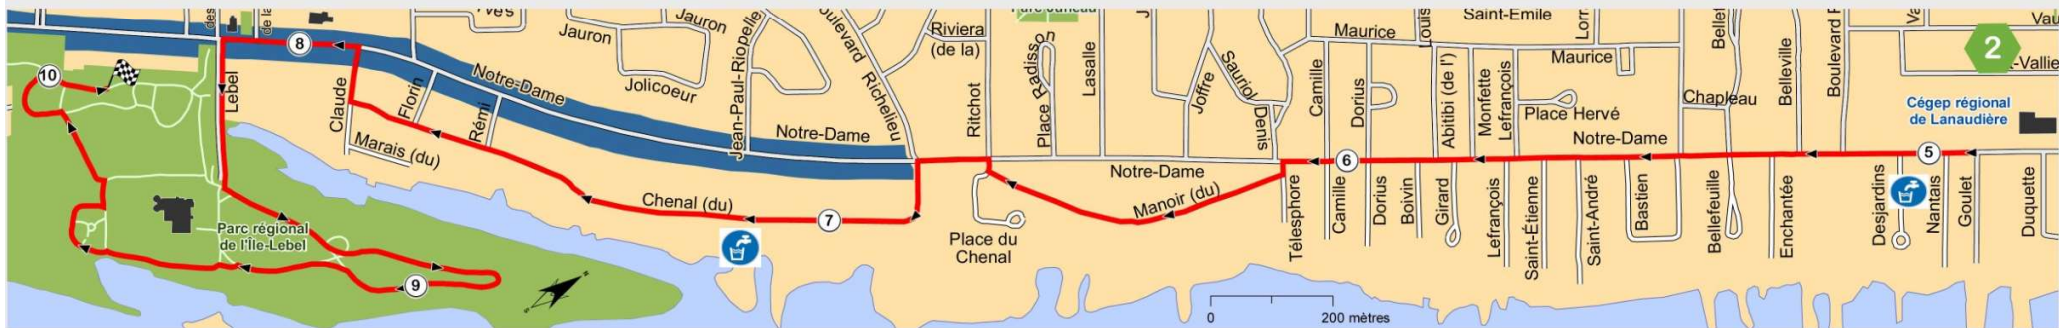 Yves
Jauron
Jauron
Jolicoeur
Jean-Paul-Riopelle
Boulevard Richelieu
Riviera
(de la)
Ritchot
Parc Juneau
Place Radisson
Lasalle
Joffre
Sauriol
Denis
Maurice
Camille
Dorius
Saint-Emile
Abitibi (de l')
Monfette
Lefrançois
Maurice
Place Hervé
Chapleau
Belleville
2
Cégep régional
de Lanaudière
8
10
Lebel
Claude
Florin
Rémi
Marais (du)
Notre-Dame
Notre-Dame
Notre-Dame
Notre-Dame
5
6
7
9
Chenal (du)
Manoir (du)
Place du
Chenal
Parc régional
de l'Île-Lebel
Télesphore
Camille
Dorius
Boivin
Girard
Lefrançois
Saint-Étienne
Saint-André
Bastien
Bellefeuille
Enchantée
Desjardins
Nantais
Goulet
Duquette
0
200 mètres